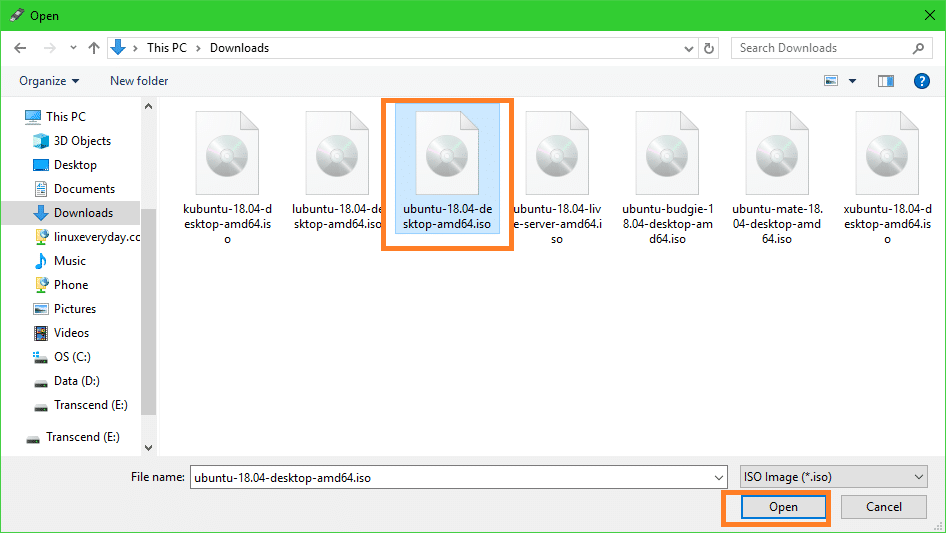 Open
This PC > Downloads
Search Downloads
Organize
New folder
This PC
3D Objects
Desktop
Documents
Downloads
linuxeveryday.cc
Music
Phone
Pictures
Videos
OS (C:)
Data (D:)
Transcend (E:)
Transcend (E:)
kubuntu-18.04-d
esktop-amd64.is
o
lubuntu-18.04-de
sktop-amd64.iso
ubuntu-18.04-de
sktop-amd64.iso
ubuntu-18.04-liv
e-server-amd64.i
so
ubuntu-budgie-1
8.04-desktop-am
d64.iso
ubuntu-mate-18.
04-desktop-amd
64.iso
xubuntu-18.04-d
esktop-amd64.is
o
File name: ubuntu-18.04-desktop-amd64.iso
ISO Image (*.iso)
Open
Cancel